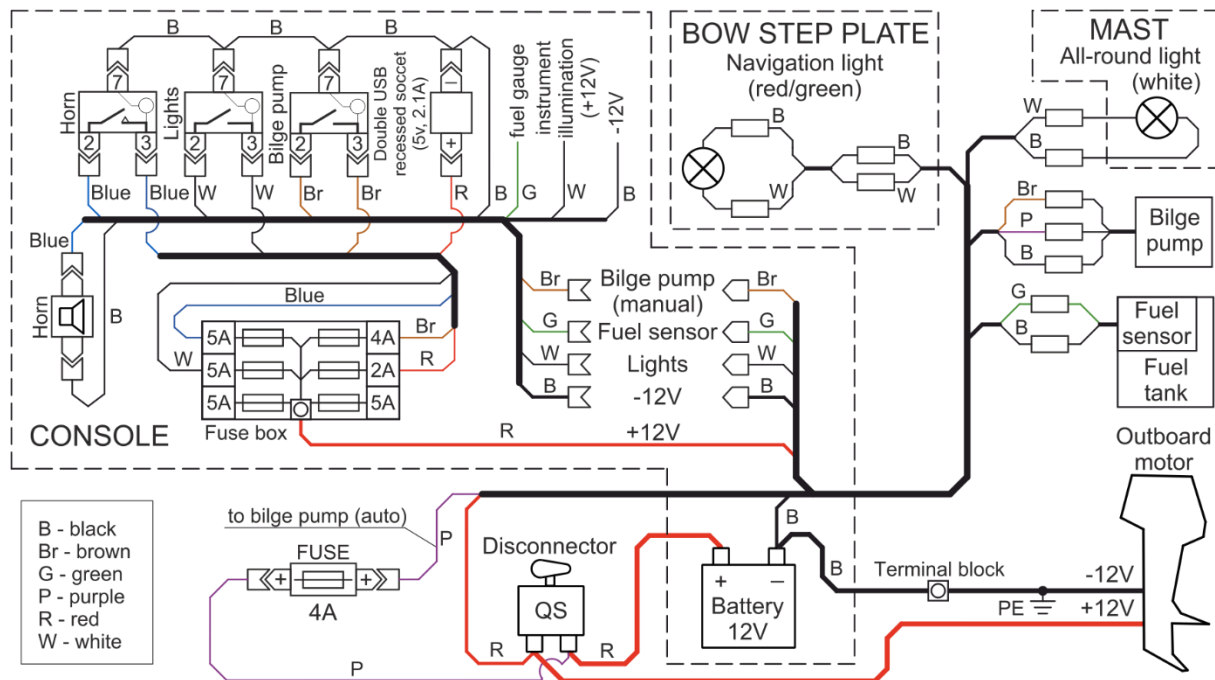 B
B
B
7
7
7
–
Horn
Lights
Bilge pump
Double USB
recessed soccet
(5v, 2.1A)
2
3
2
3
2
3
+
Blue
Blue
W
W
Br
Br
R
B
fuel gauge
instrument
illumination
(+12V)
-12V
G
W
B
Blue
Horn
B
Blue
W
5A
4A
Br
5A
2A
R
5A
5A
Fuse box
CONSOLE
R
+12V
Br
Bilge pump
(manual)
Br
G
Fuel sensor
G
W
Lights
W
B
-12V
B
BOW STEP PLATE
Navigation light
(red/green)
B
W
B
W
MAST
All-round light
(white)
W
B
Br
P
B
Bilge
pump
G
B
Fuel
sensor
Fuel
tank
Outboard
motor
B - black
Br - brown
G - green
P - purple
R - red
W - white
to bilge pump (auto)
P
FUSE
+
+
4A
P
Disconnector
QS
R
R
B
+
–
Battery
12V
B
Terminal block
PE
-12V
+12V